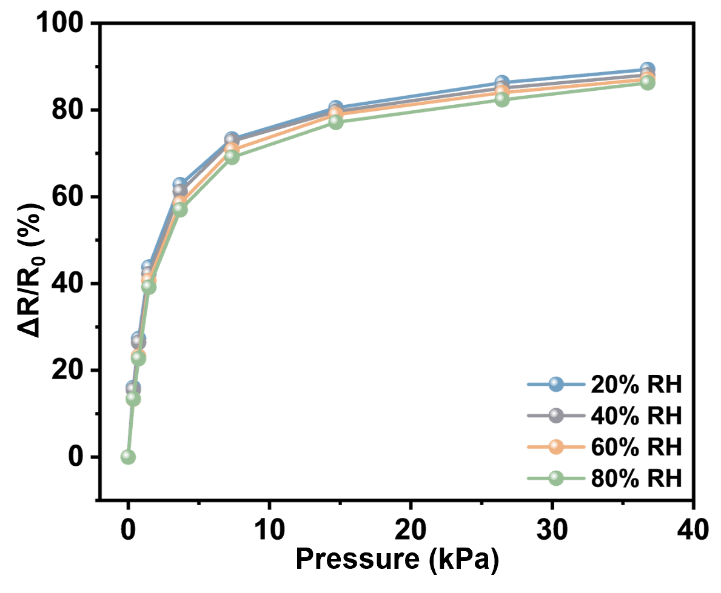 100
80
60
40
20
0
ΔR/R₀ (%)
20% RH
40% RH
60% RH
80% RH
0 10 20 30 40
Pressure (kPa)